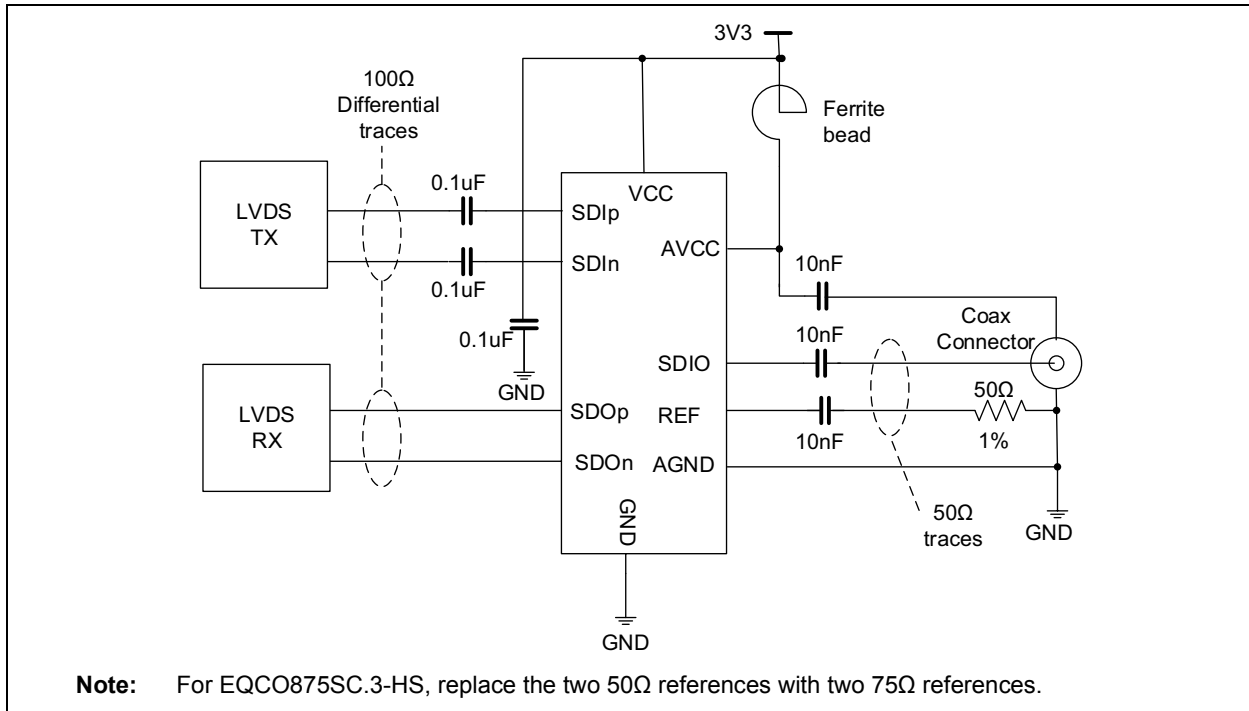 3V3
100Ω
Differential
traces
Ferrite
bead
0.1uF
VCC
LVDS
TX
SDIp
AVCC
SDIn
10nF
0.1uF
0.1uF
Coax
Connector
10nF
SDIO
GND
50Ω
LVDS
RX
SDOp
REF
10nF
1%
SDOn
AGND
GND
50Ω
traces
GND
GND
Note: For EQCO875SC.3-HS, replace the two 50Ω references with two 75Ω references.